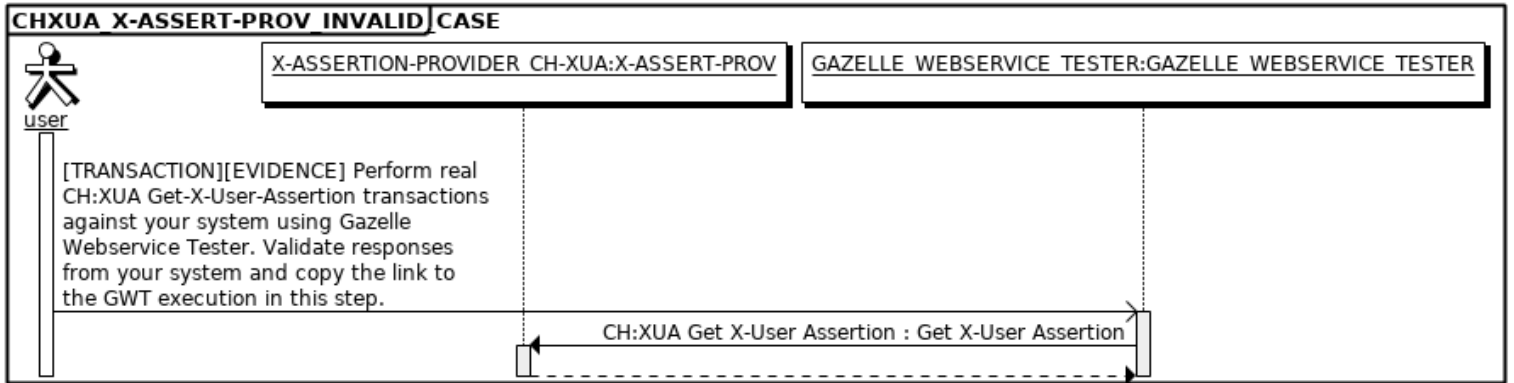 CHXUA_X-ASSERT-PROV_INVALID_CASE
X-ASSERTION-PROVIDER_CH-XUA:X-ASSERT-PROV
GAZELLE_WEBSERVICE_TESTER:GAZELLE_WEBSERVICE_TESTER
user
[TRANSACTION][EVIDENCE] Perform real
CH:XUA Get-X-User-Assertion transactions
against your system using Gazelle
Webservice Tester. Validate responses
from your system and copy the link to
the GWT execution in this step.
CH:XUA Get X-User Assertion : Get X-User Assertion